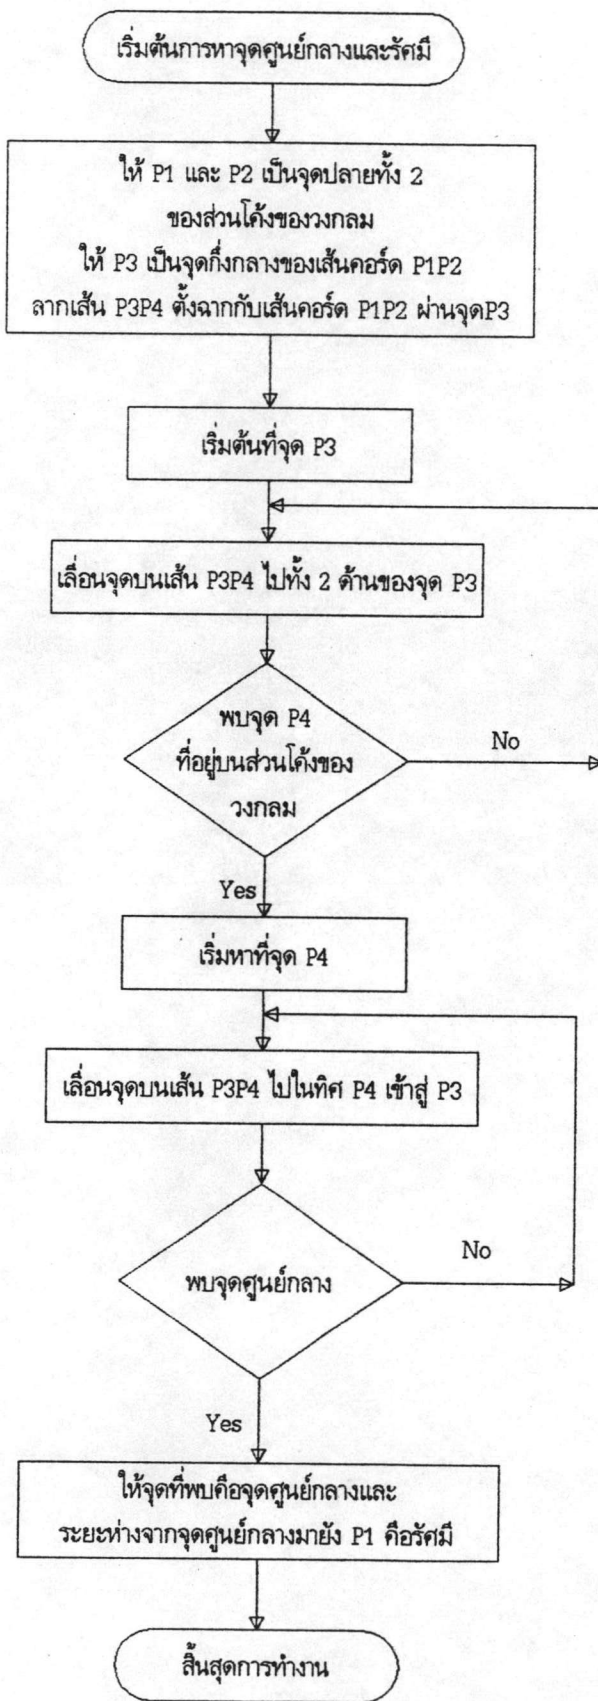 เริ่มต้นการหาจุดศูนย์กลางและรัศมี
ให้ P1 และ P2 เป็นจุดปลายทั้ง 2
ของส่วนโค้งของวงกลม
ให้ P3 เป็นจุดกึ่งกลางของเส้นคอร์ด P1P2
ลากเส้น P3P4 ตั้งฉากกับเส้นคอร์ด P1P2 ผ่านจุดP3
เริ่มต้นที่จุด P3
เลื่อนจุดบนเส้น P3P4 ไปทั้ง 2 ด้านของจุด P3
พบจุด P4
ที่อยู่บนส่วนโค้งของ
วงกลม
No
Yes
เริ่มหาที่จุด P4
เลื่อนจุดบนเส้น P3P4 ไปในทิศ P4 เข้าสู่ P3
พบจุดศูนย์กลาง
No
Yes
ให้จุดที่พบคือจุดศูนย์กลางและ
ระยะห่างจากจุดศูนย์กลางมายัง P1 คือรัศมี
สิ้นสุดการทำงาน